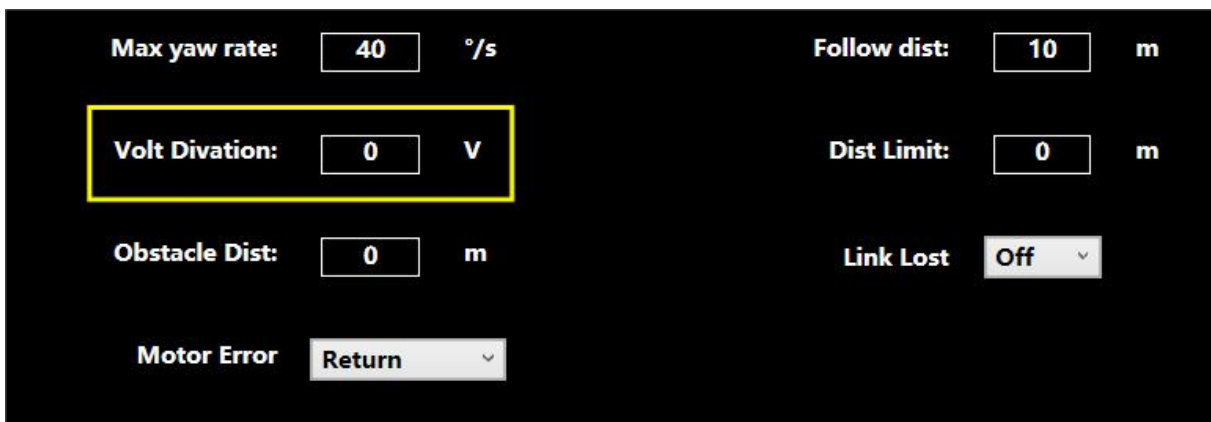 Max yaw rate: 40 °/s Follow dist: 10 m
Volt Divation: 0 V Dist Limit: 0 m
Obstacle Dist: 0 m Link Lost Off
Motor Error Return